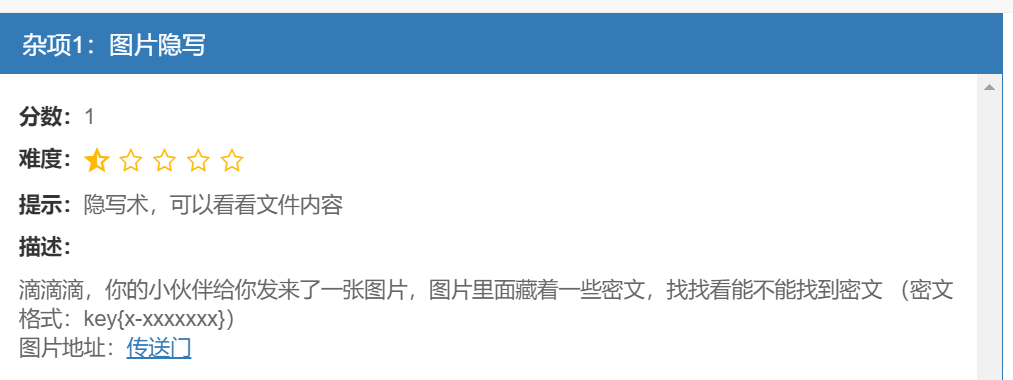 杂项1：图片隐写
分数：1
难度：
提示：隐写术，可以看看文件内容
描述：
滴滴滴，你的小伙伴给你发来了一张图片，图片里面藏着一些密文，找找看能不能找到密文 （密文
格式：key{x-xxxxxxx}）
图片地址：传送门